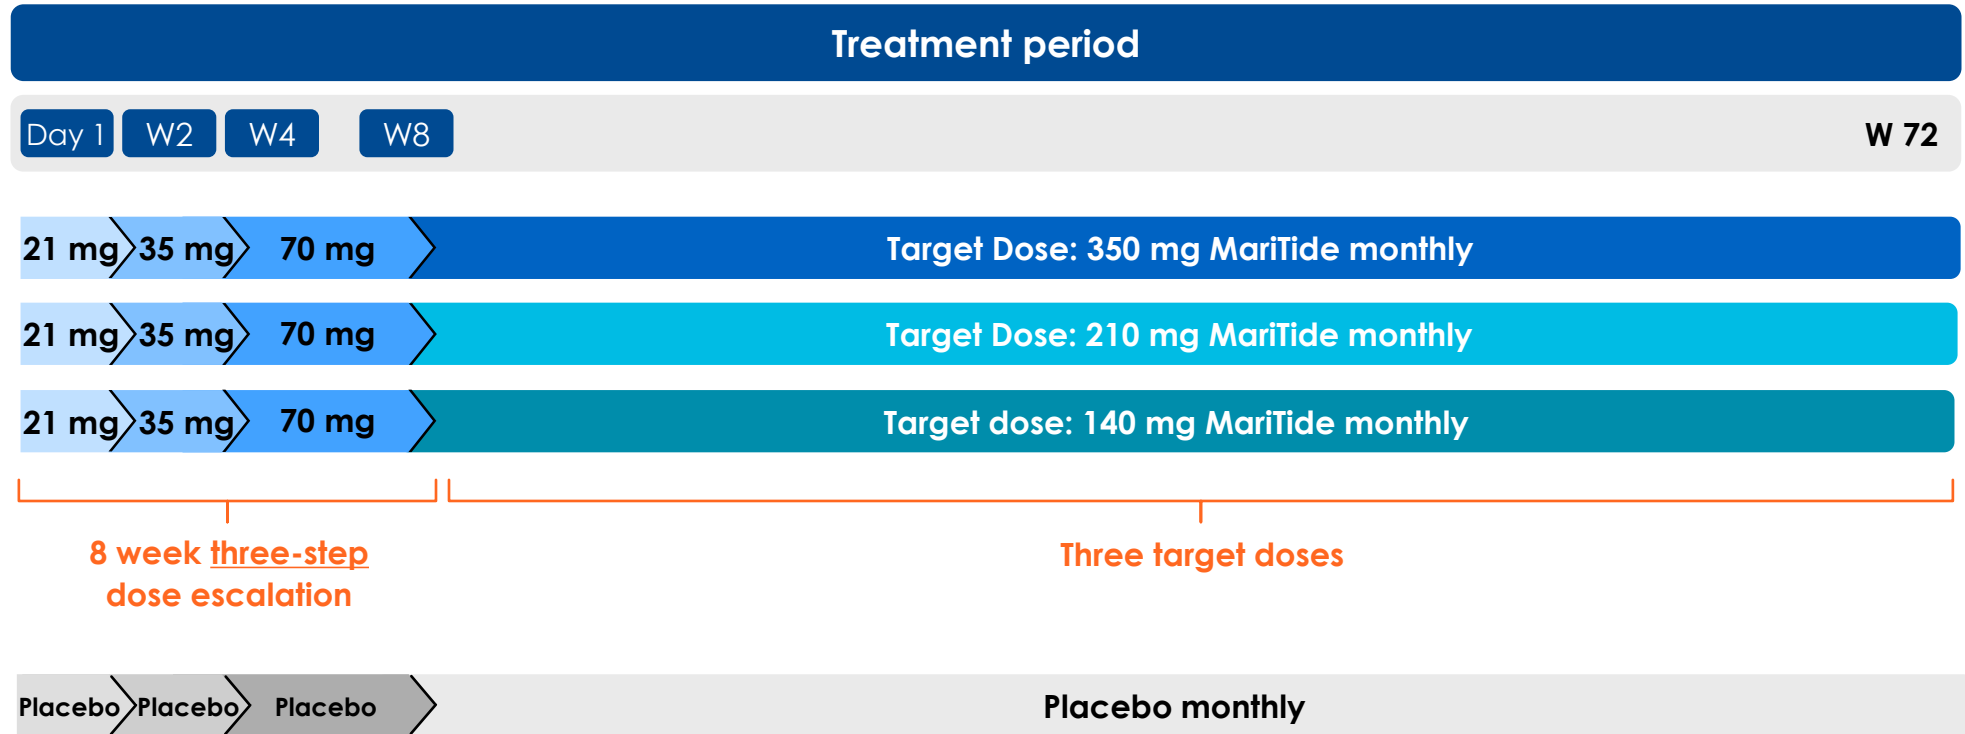 Treatment period
Day 1 W2 W4 W8 W 72
21 mg 35 mg 70 mg Target Dose: 350 mg MariTide monthly
21 mg 35 mg 70 mg Target Dose: 210 mg MariTide monthly
21 mg 35 mg 70 mg Target dose: 140 mg MariTide monthly
8 week three-step
dose escalation
Three target doses
Placebo Placebo Placebo Placebo monthly